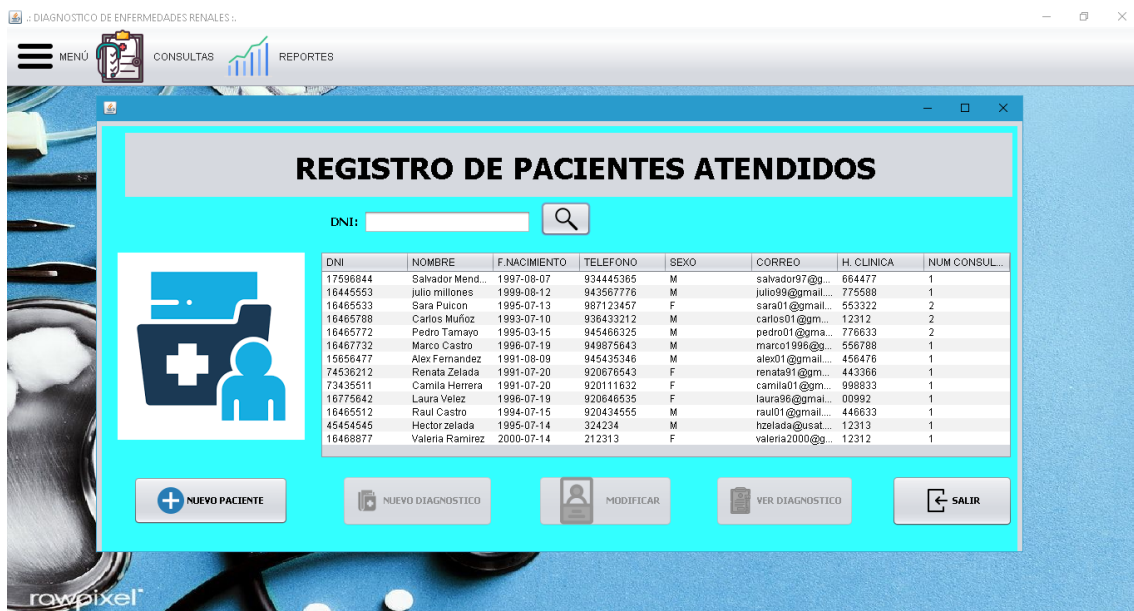 .: DIAGNOSTICO DE ENFERMEDADES RENALES :.
MENÚ CONSULTAS REPORTES
REGISTRO DE PACIENTES ATENDIDOS
DNI:
DNI NOMBRE F.NACIMIENTO TELEFONO SEXO CORREO H. CLINICA NUM CONSUL...
17596844 Salvador Mend... 1997-08-07 934445365 M salvador97@g... 664477 1
16445553 julio millones 1999-08-12 943567776 M julio99@gmail.... 775588 1
16465533 Sara Puicon 1995-07-13 987123457 F sara01@gmail... 553322 2
16465788 Carlos Muñoz 1993-07-10 936433212 M carlos01@gm... 12312 2
16465772 Pedro Tamayo 1995-03-15 945466325 M pedro01@gma... 776633 2
16467732 Marco Castro 1996-07-19 949875643 M marco1996@g... 556788 1
15656477 Alex Fernandez 1991-08-09 945435346 M alex01@gmail.... 456476 1
74536212 Renata Zelada 1991-07-20 920676543 F renata91@gm... 443366 1
73435511 Camila Herrera 1991-07-20 920111632 F camila01@gm... 998833 1
16775642 Laura Velez 1996-07-19 920646535 F laura96@gmai... 00992 1
16465512 Raul Castro 1994-07-15 920434555 M raul01@gmail.... 446633 1
45454545 Hector zelada 1995-07-14 324234 M hzelada@usat.... 12313 1
16468877 Valeria Ramirez 2000-07-14 212313 F valeria2000@g... 12312 1
NUEVO PACIENTE NUEVO DIAGNOSTICO MODIFICAR VER DIAGNOSTICO SALIR
rawpixel